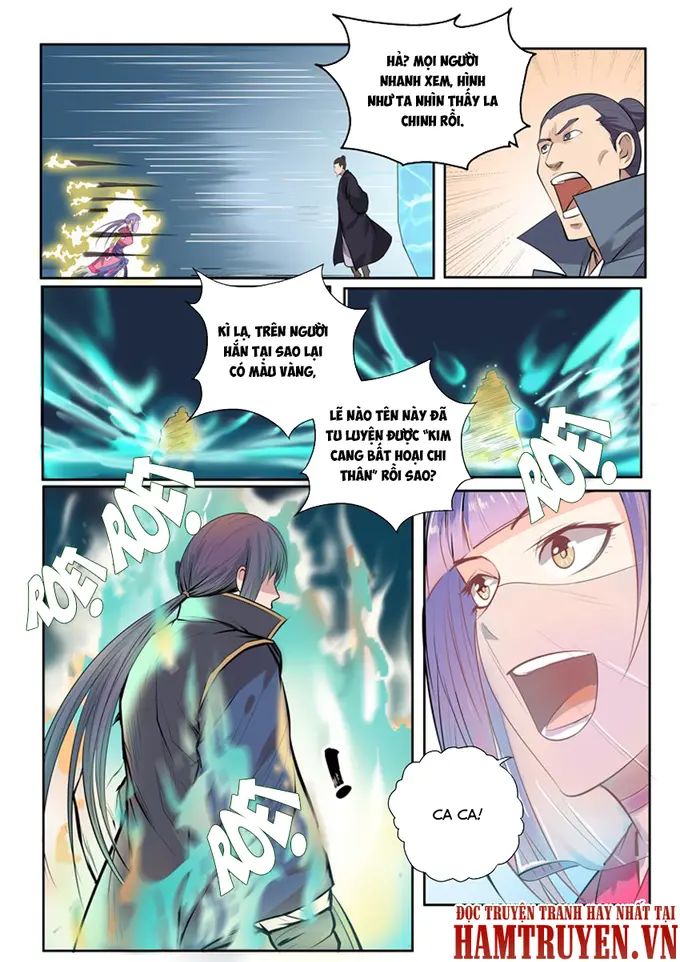 HẢ? MỌI NGƯỜI
NHANH XEM, HÌNH
NHƯ TA NHÌN THẤY LA
CHINH RỒI.
KÌ LẠ, TRÊN NGƯỜI
HẮN TẠI SAO LẠI
CÓ MÀU VÀNG,
LẼ NÀO TÊN NÀY ĐÃ
TU LUYỆN ĐƯỢC “KIM
CANG BẤT HOẠI CHI
THÂN” RỒI SAO?
ROẸT
ROẸT
ROẸT
ROẸT
ROẸT
!
CA CA!
ĐỌC TRUYỆN TRANH HAY NHẤT TẠI
HAMTRUYEN.VN